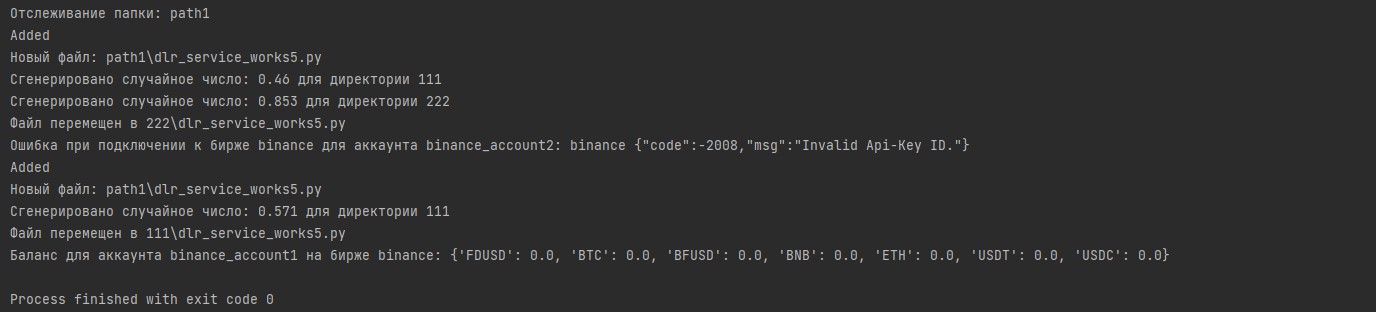 Отслеживание папки: path1
Added
Новый файл: path1\dlr_service_works5.py
Сгенерировано случайное число: 0.46 для директории 111
Сгенерировано случайное число: 0.853 для директории 222
Файл перемещен в 222\dlr_service_works5.py
Ошибка при подключении к бирже binance для аккаунта binance_account2: binance {"code":-2008,"msg":"Invalid Api-Key ID."}
Added
Новый файл: path1\dlr_service_works5.py
Сгенерировано случайное число: 0.571 для директории 111
Файл перемещен в 111\dlr_service_works5.py
Баланс для аккаунта binance_account1 на бирже binance: {'FDUSD': 0.0, 'BTC': 0.0, 'BFUSD': 0.0, 'BNB': 0.0, 'ETH': 0.0, 'USDT': 0.0, 'USDC': 0.0}
Process finished with exit code 0